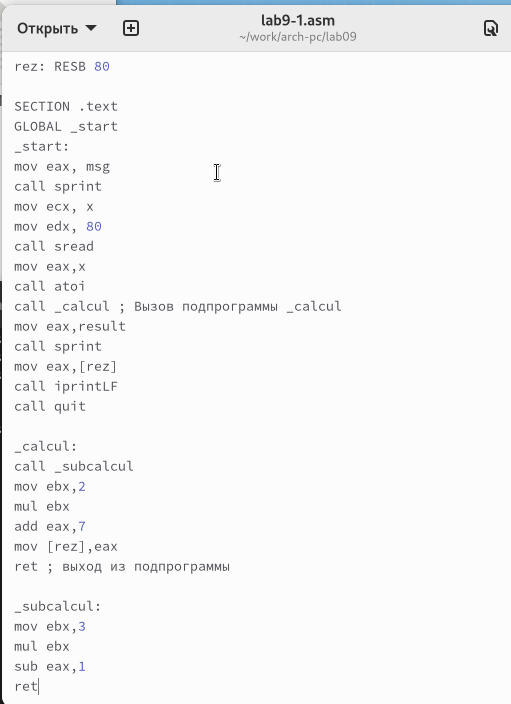 Открыть
lab9-1.asm
~/work/arch-pc/lab09
rez: RESB 80
SECTION .text
GLOBAL _start
_start:
mov eax, msg
call sprint
mov ecx, x
mov edx, 80
call sread
mov eax,x
call atoi
call _calcul ; Вызов подпрограммы _calcul
mov eax,result
call sprint
mov eax,[rez]
call iprintLF
call quit
_calcul:
call _subcalcul
mov ebx,2
mul ebx
add eax,7
mov [rez],eax
ret ; выход из подпрограммы
_subcalcul:
mov ebx,3
mul ebx
sub eax,1
ret